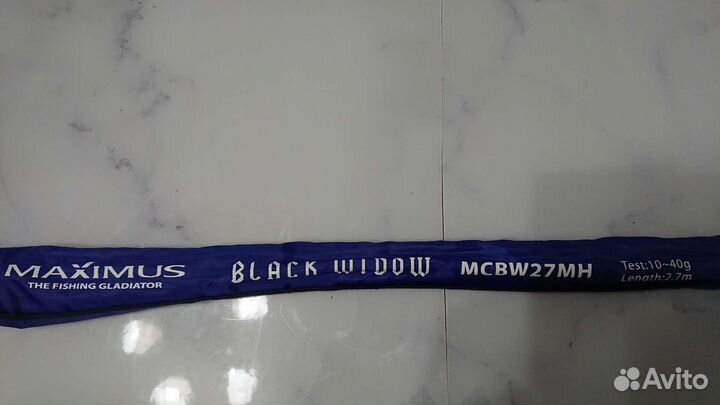 MAXIMUS
THE FISHING GLADIATOR
BLACK WIDOW
MCBW27MH
Test:10~40g
Length:2.7m
Avito